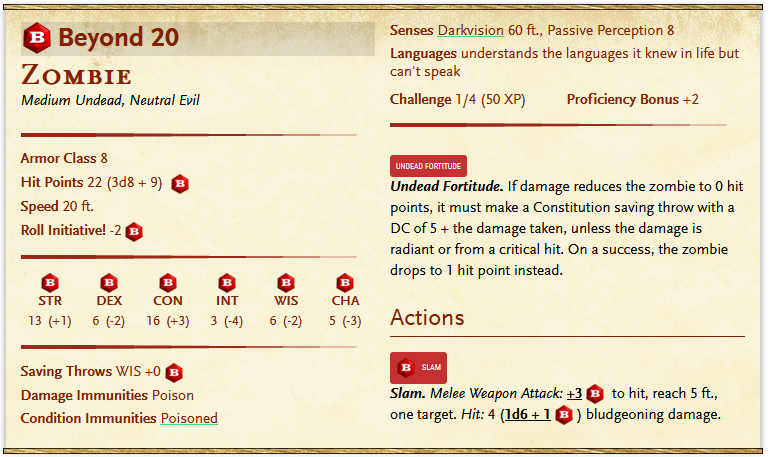 Beyond 20
Zombie
Medium Undead, Neutral Evil
Armor Class 8
Hit Points 22 (3d8 + 9) B
Speed 20 ft.
Roll Initiative! -2 B
B B B B B B
STR DEX CON INT WIS CHA
13 (+1) 6 (-2) 16 (+3) 3 (-4) 6 (-2) 5 (-3)
Saving Throws WIS +0 B
Damage Immunities Poison
Condition Immunities Poisoned
Senses Darkvision 60 ft., Passive Perception 8
Languages understands the languages it knew in life but
can't speak
Challenge 1/4 (50 XP) Proficiency Bonus +2
UNDEAD FORTITUDE
Undead Fortitude. If damage reduces the zombie to 0 hit
points, it must make a Constitution saving throw with a
DC of 5 + the damage taken, unless the damage is
radiant or from a critical hit. On a success, the zombie
drops to 1 hit point instead.
Actions
B SLAM
Slam. Melee Weapon Attack: +3 B to hit, reach 5 ft.,
one target. Hit: 4 (1d6 + 1 B ) bludgeoning damage.